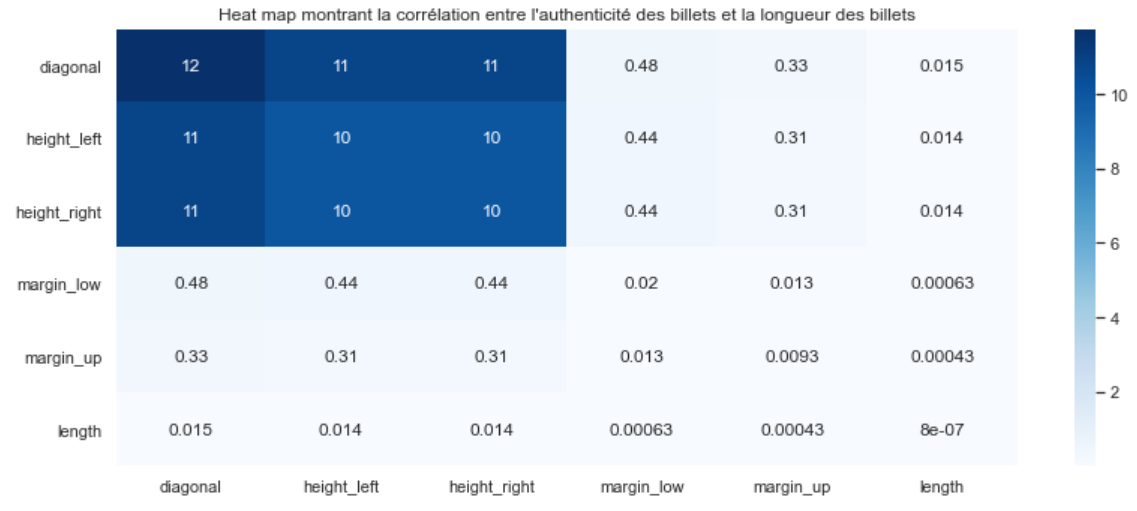 Heat map montrant la corrélation entre l'authenticité des billets et la longueur des billets
diagonal 12 11 11 0.48 0.33 0.015
height_left 11 10 10 0.44 0.31 0.014
height_right 11 10 10 0.44 0.31 0.014
margin_low 0.48 0.44 0.44 0.02 0.013 0.00063
margin_up 0.33 0.31 0.31 0.013 0.0093 0.00043
length 0.015 0.014 0.014 0.00063 0.00043 8e-07
diagonal height_left height_right margin_low margin_up length
10
8
6
4
2